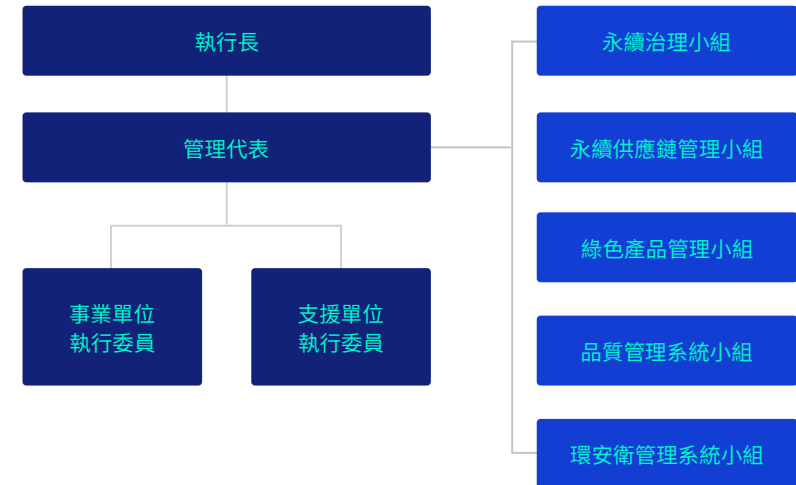 執行長
管理代表
事業單位
執行委員
支援單位
執行委員
永續治理小組
永續供應鏈管理小組
綠色產品管理小組
品質管理系統小組
環安衛管理系統小組